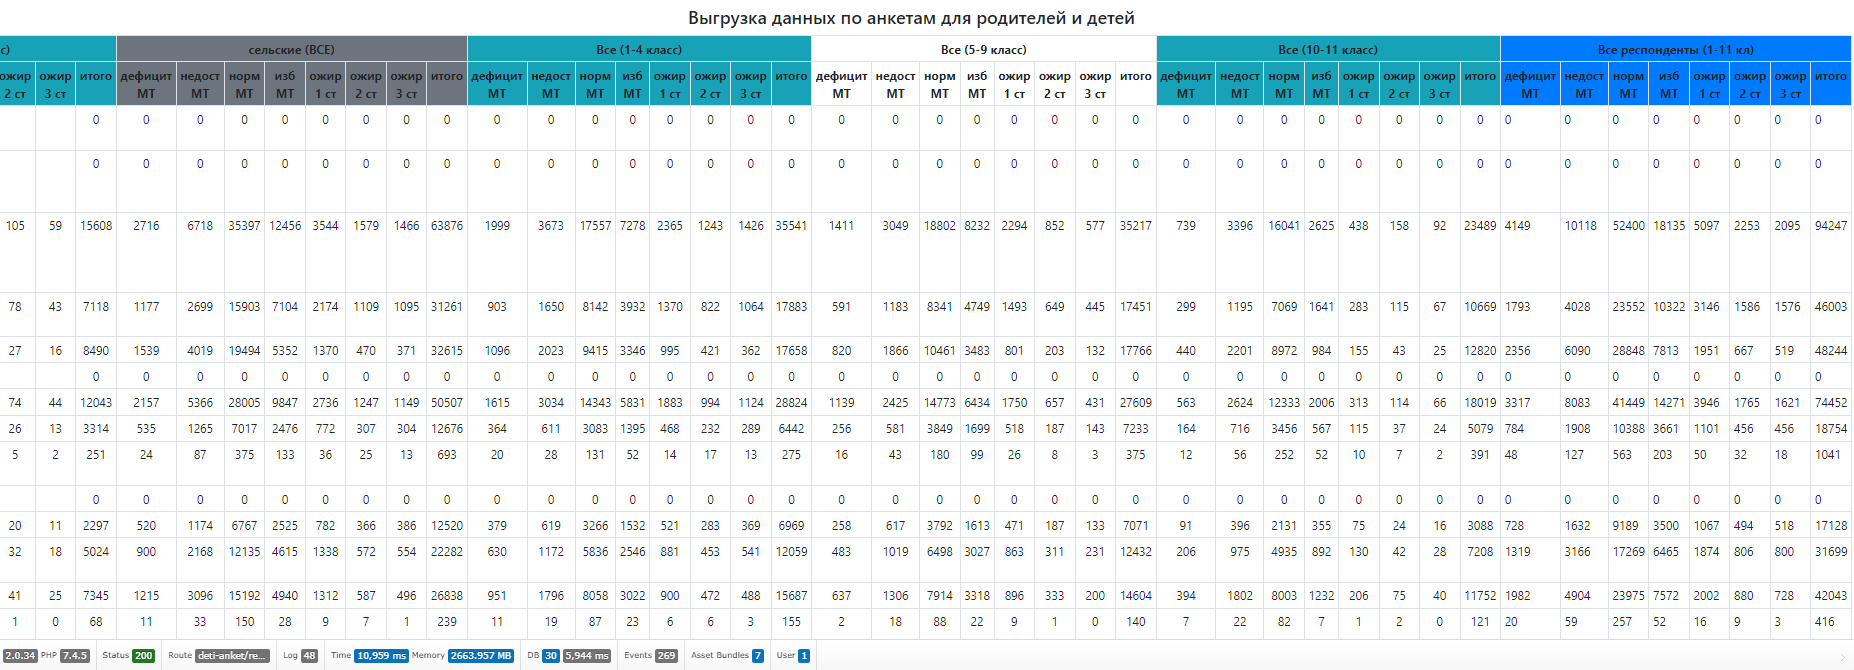 Выгрузка данных по анкетам для родителей и детей
с) сельские (ВСЕ) Все (1-4 класс) Все (5-9 класс) Все (10-11 класс) Все респонденты (1-11 кл)
ожир 2 ст ожир 3 ст итого дефицит МТ недост МТ норм МТ изб МТ ожир 1 ст ожир 2 ст ожир 3 ст итого дефицит МТ недост МТ норм МТ изб МТ ожир 1 ст ожир 2 ст ожир 3 ст итого дефицит МТ недост МТ норм МТ изб МТ ожир 1 ст ожир 2 ст ожир 3 ст итого дефицит МТ недост МТ норм МТ изб МТ ожир 1 ст ожир 2 ст ожир 3 ст итого дефицит МТ недост МТ норм МТ изб МТ ожир 1 ст ожир 2 ст ожир 3 ст итого
0 0 0 0 0 0 0 0 0 0 0 0 0 0 0 0 0 0 0 0 0 0 0 0 0 0 0 0 0 0 0 0 0 0 0 0 0 0 0 0 0
0 0 0 0 0 0 0 0 0 0 0 0 0 0 0 0 0 0 0 0 0 0 0 0 0 0 0 0 0 0 0 0 0 0 0 0 0 0 0 0 0
105 59 15608 2716 6718 35397 12456 3544 1579 1466 63876 1999 3673 17557 7278 2365 1243 1426 35541 1411 3049 18802 8232 2294 852 577 35217 739 3396 16041 2625 438 158 92 23489 4149 10118 52400 18135 5097 2253 2095 94247
78 43 7118 1177 2699 15903 7104 2174 1109 1095 31261 903 1650 8142 3932 1370 822 1064 17883 591 1183 8341 4749 1493 649 445 17451 299 1195 7069 1641 283 115 67 10669 1793 4028 23552 10322 3146 1586 1576 46003
27 16 8490 1539 4019 19494 5352 1370 470 371 32615 1096 2023 9415 3346 995 421 362 17658 820 1866 10461 3483 801 203 132 17766 440 2201 8972 984 155 43 25 12820 2356 6090 28848 7813 1951 667 519 48244
0 0 0 0 0 0 0 0 0 0 0 0 0 0 0 0 0 0 0 0 0 0 0 0 0 0 0 0 0 0 0 0 0 0 0 0 0 0 0 0 0
74 44 12043 2157 5366 28005 9847 2736 1247 1149 50507 1615 3034 14343 5831 1883 994 1124 28824 1139 2425 14773 6434 1750 657 431 27609 563 2624 12333 2006 313 114 66 18019 3317 8083 41449 14271 3946 1765 1621 74452
26 13 3314 535 1265 7017 2476 772 307 304 12676 364 611 3083 1395 468 232 289 6442 256 581 3849 1699 518 187 143 7233 164 716 3456 567 115 37 24 5079 784 1908 10388 3661 1101 456 456 18754
5 2 251 24 87 375 133 36 25 13 693 20 28 131 52 14 17 13 275 16 43 180 99 26 8 3 375 12 56 252 52 10 7 2 391 48 127 563 203 50 32 18 1041
0 0 0 0 0 0 0 0 0 0 0 0 0 0 0 0 0 0 0 0 0 0 0 0 0 0 0 0 0 0 0 0 0 0 0 0 0 0 0 0 0
20 11 2297 520 1174 6767 2525 782 366 386 12520 379 619 3266 1532 521 283 369 6969 258 617 3792 1613 471 187 133 7071 91 396 2131 355 75 24 16 3088 728 1632 9189 3500 1067 494 518 17128
32 18 5024 900 2168 12135 4615 1338 572 554 22282 630 1172 5836 2546 881 453 541 12059 483 1019 6498 3027 863 311 231 12432 206 975 4935 892 130 42 28 7208 1319 3166 17269 6465 1874 806 800 31699
41 25 7345 1215 3096 15192 4940 1312 587 496 26838 951 1796 8058 3022 900 472 488 15687 637 1306 7914 3318 896 333 200 14604 394 1802 8003 1232 206 75 40 11752 1982 4904 23975 7572 2002 880 728 42043
1 0 68 11 33 150 28 9 7 1 239 11 19 87 23 6 6 3 155 2 18 88 22 9 1 0 140 7 22 82 7 1 2 0 121 20 59 257 52 16 9 3 416
2.0.34 PHP 7.4.5 Status 200 Route deti-anket/re... Log 48 Time 10,959 ms Memory 2663.957 MB DB 30 5,944 ms Events 269 Asset Bundles 7 User 1